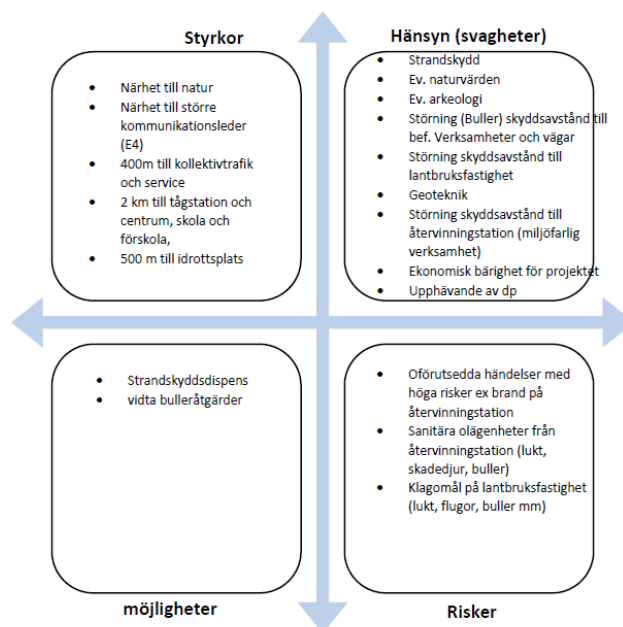 Styrkor
Närhet till natur
Närhet till större
kommunikationsleder
(E4)
400m till kollektivtrafik
och service
2 km till tågstation och
centrum, skola och
förskola,
500 m till idrottsplats
Hänsyn (svagheter)
Strandskydd
Ev. naturvärden
Ev. arkeologi
Störning (Buller) skyddsavstånd till
bef. Verksamheter och vägar
Störning skyddsavstånd till
lantbruksfastighet
Geoteknik
Störning skyddsavstånd till
återvinningstation (miljöfarlig
verksamhet)
Ekonomisk bärighet för projektet
Upphävande av dp
Strandskyddsdispens
vidta bulleråtgärder
möjligheter
Oförutsedda händelser med
höga risker ex brand på
återvinningstation
Sanitära olägenheter från
återvinningstation (lukt,
skadedjur, buller)
Klagomål på lantbruksfastighet
(lukt, flugor, buller mm)
Risker